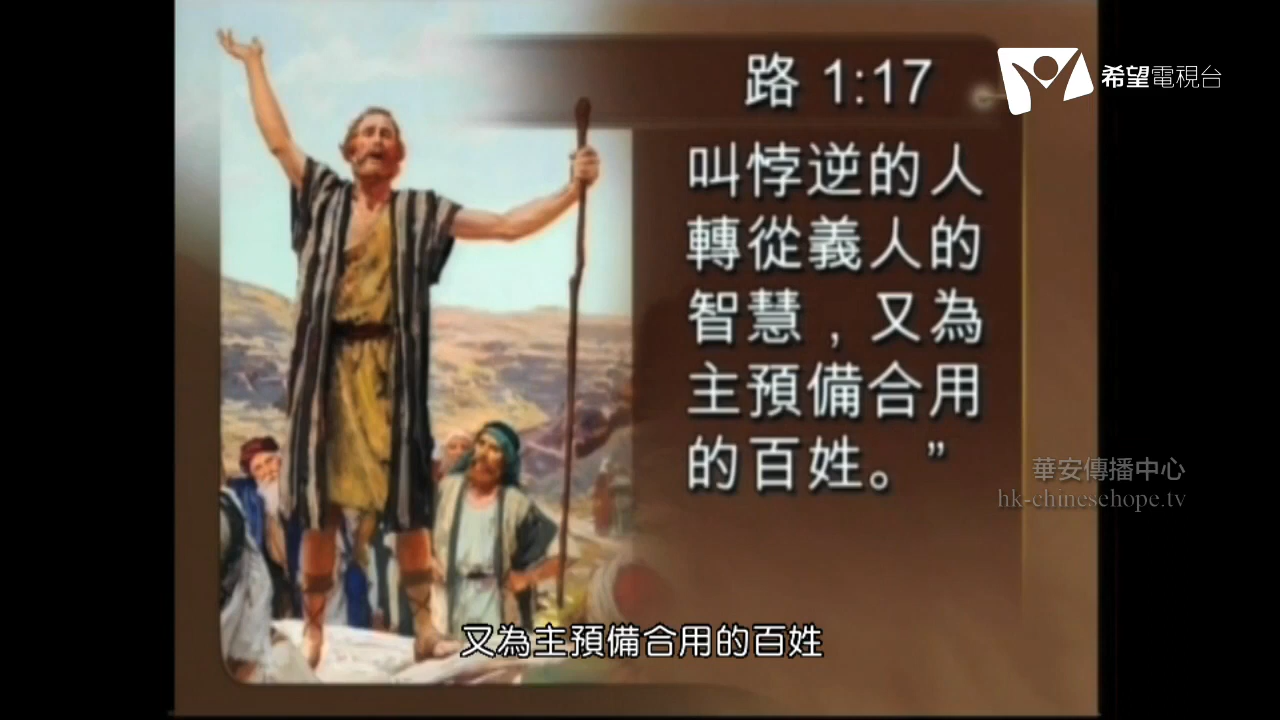 路 1:17
希望電視台
叫悖逆的人
轉從義人的
智慧，又為
主預備合用
的百姓。”
華安傳播中心
hk-chinesehope.tv
又為主預備合用的百姓